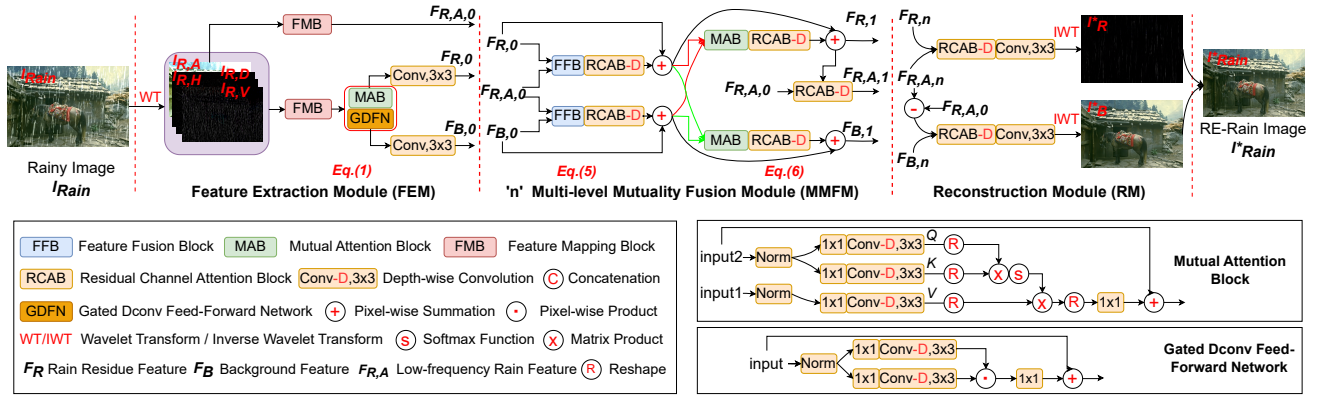 I_Rain
Rainy Image
I_Rain
WT
I_R,A
I_R,H
I_R,D
I_R,V
FMB
F_R,A,0
FMB
MAB
GDFN
Conv,3x3
F_R,0
Conv,3x3
F_B,0
Eq.(1)
Feature Extraction Module (FEM)
F_R,0
F_R,A,0
F_B,0
FFB
RCAB-D
+
FFB
RCAB-D
+
Eq.(5)
MAB
RCAB-D
+
F_R,1
F_R,A,0
RCAB-D
F_R,A,1
MAB
RCAB-D
+
F_B,1
Eq.(6)
'n' Multi-level Mutuality Fusion Module (MMFM)
F_R,n
RCAB-D
Conv,3x3
IWT
I*_R
F_R,A,n
-
F_R,A,0
F_B,n
RCAB-D
Conv,3x3
IWT
I*_B
Reconstruction Module (RM)
I*_Rain
RE-Rain Image
I*_Rain
FFB Feature Fusion Block MAB Mutual Attention Block FMB Feature Mapping Block
RCAB Residual Channel Attention Block Conv-D,3x3 Depth-wise Convolution C Concatenation
GDFN Gated Dconv Feed-Forward Network + Pixel-wise Summation · Pixel-wise Product
WT/IWT Wavelet Transform / Inverse Wavelet Transform S Softmax Function X Matrix Product
F_R Rain Residue Feature F_B Background Feature F_R,A Low-frequency Rain Feature R Reshape
input2
Norm
1x1 Conv-D,3x3 Q R
1x1 Conv-D,3x3 K R X S
input1
Norm
1x1 Conv-D,3x3 V R X R 1x1 +
Mutual Attention
Block
input
Norm
1x1 Conv-D,3x3
1x1 Conv-D,3x3 · 1x1 +
Gated Dconv Feed-
Forward Network